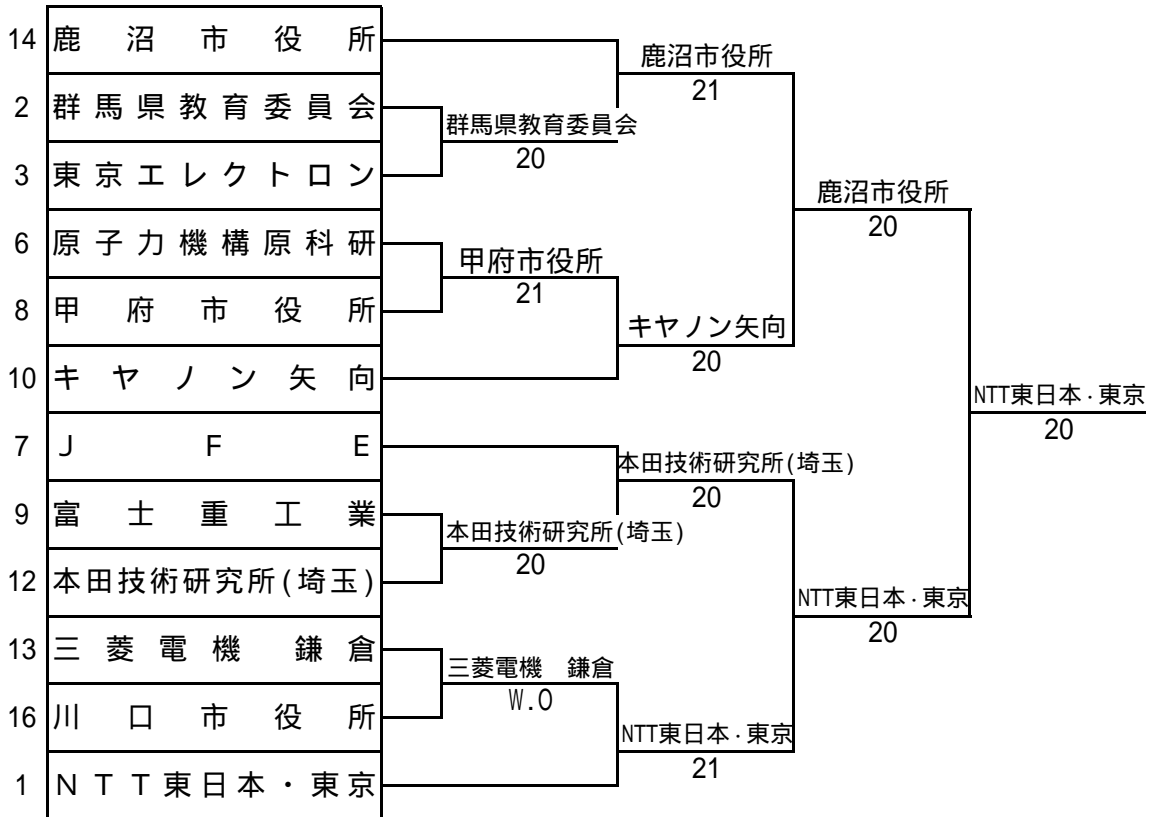 14 鹿沼市役所
鹿沼市役所
21
2 群馬県教育委員会
群馬県教育委員会
20
3 東京エレクトロン
鹿沼市役所
20
6 原子力機構原科研
甲府市役所
21
8 甲府市役所
キヤノン矢向
20
10 キヤノン矢向
NTT東日本・東京
20
7 JFE
本田技術研究所(埼玉)
20
9 富士重工業
本田技術研究所(埼玉)
20
12 本田技術研究所(埼玉)
NTT東日本・東京
20
13 三菱電機 鎌倉
三菱電機 鎌倉
W.O
16 川口市役所
NTT東日本・東京
21
1 NTT東日本・東京